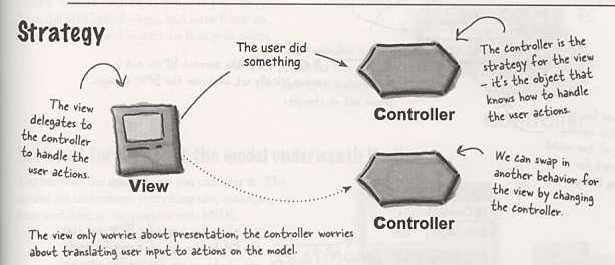 Strategy
The user did
something
The controller is the
strategy for the view
– it's the object that
knows how to handle
the user actions.
Controller
The view
delegates to
the controller
to handle the
user actions.
View
We can swap in
another behavior for
the view by changing
the controller.
Controller
The view only worries about presentation; the controller worries
about translating user input to actions on the model.